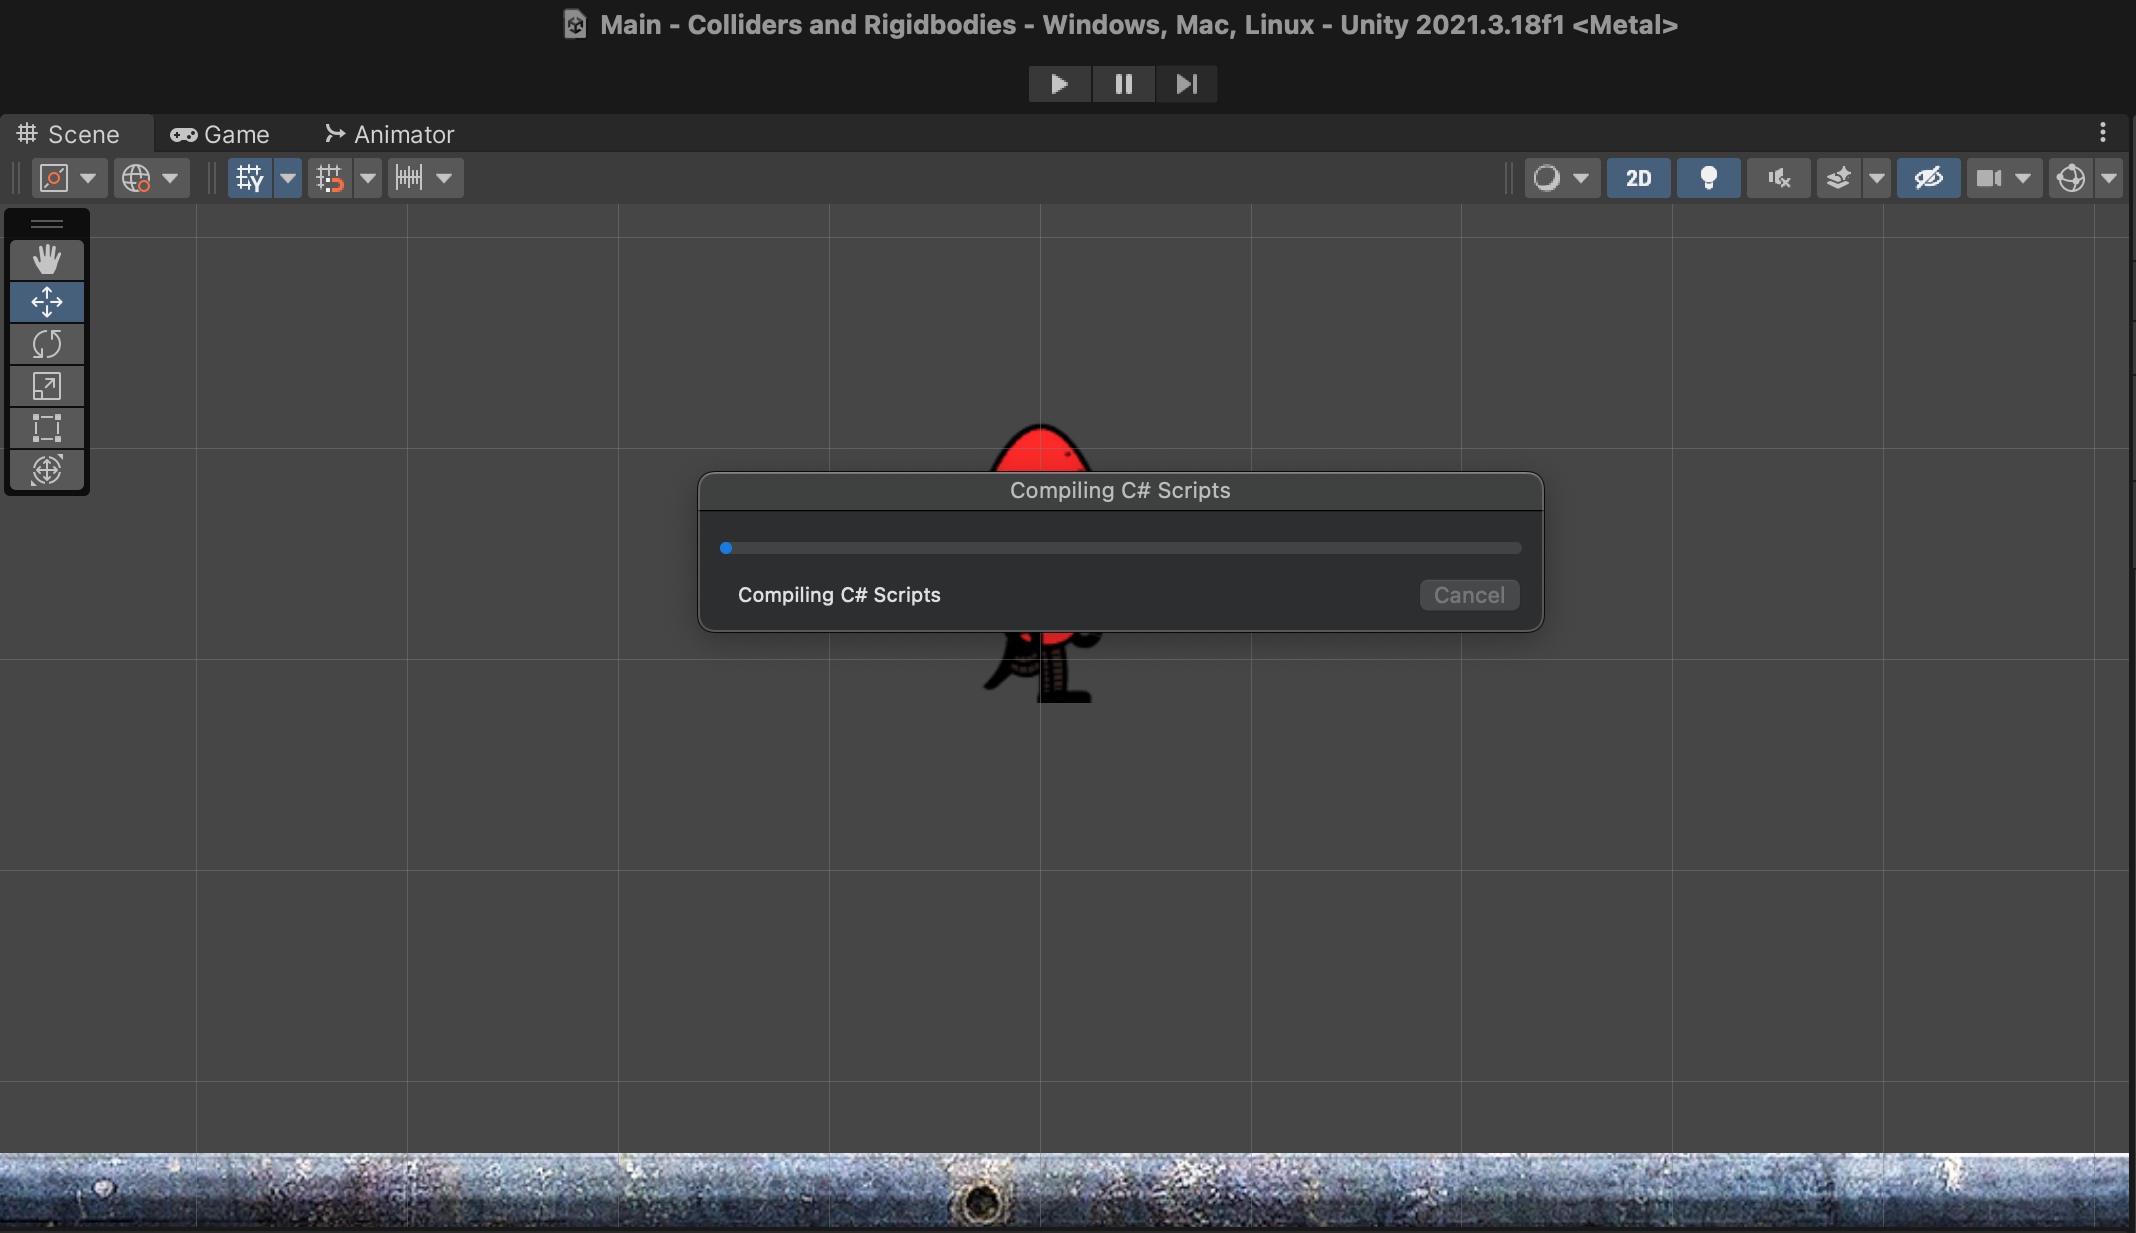 Main - Colliders and Rigidbodies - Windows, Mac, Linux - Unity 2021.3.18f1 <Metal>
Scene
Game
Animator
2D
Compiling C# Scripts
Compiling C# Scripts
Cancel